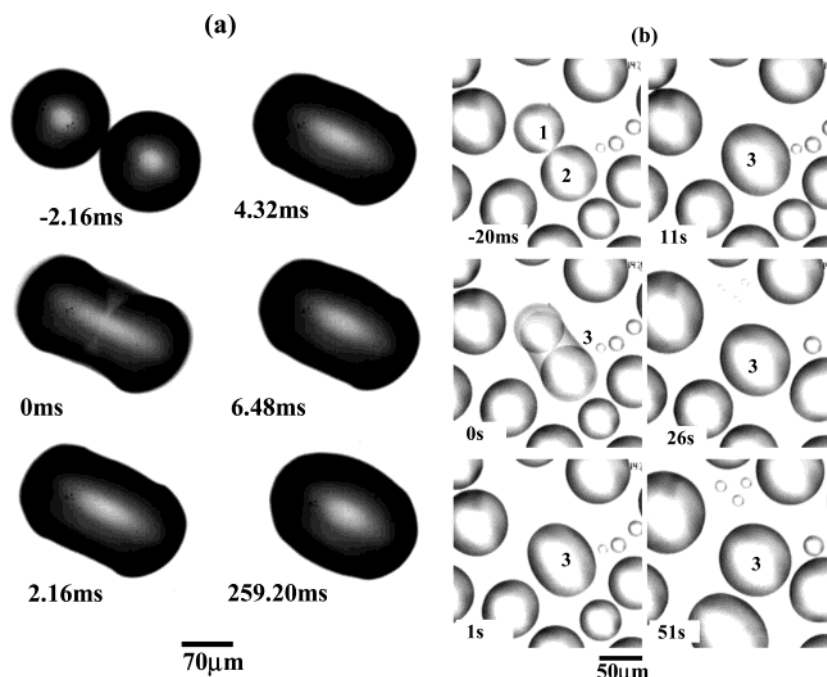 (a)
-2.16ms
4.32ms
0ms
6.48ms
2.16ms
259.20ms
70μm
(b)
1
2
-20ms
3
11s
3
0s
3
26s
3
1s
3
51s
50μm